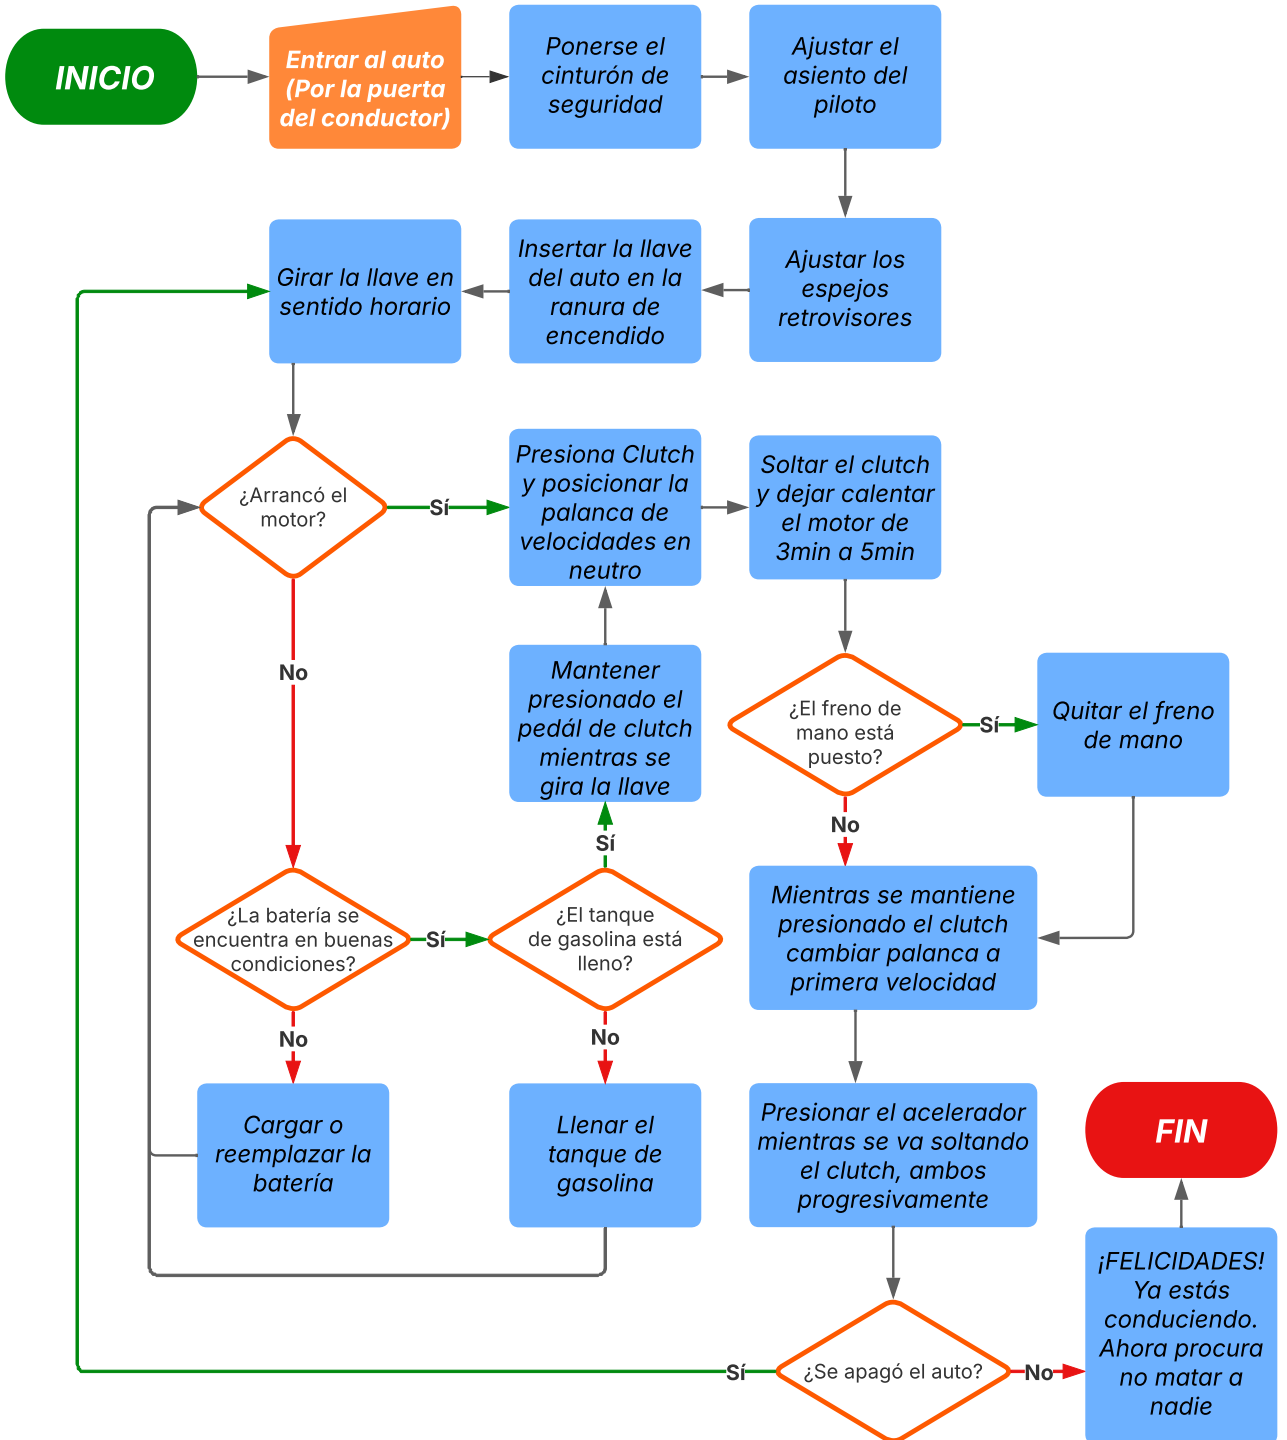 INICIO
Entrar al auto
(Por la puerta
del conductor)
Ponerse el
cinturón de
seguridad
Ajustar el
asiento del
piloto
Ajustar los
espejos
retrovisores
Insertar la llave
del auto en la
ranura de
encendido
Girar la llave en
sentido horario
¿Arrancó el
motor?
Sí
Presiona Clutch
y posicionar la
palanca de
velocidades en
neutro
Soltar el clutch
y dejar calentar
el motor de
3min a 5min
No
Mantener
presionado el
pedál de clutch
mientras se
gira la llave
¿El freno de
mano está
puesto?
Sí
Quitar el freno
de mano
No
Sí
¿La batería se
encuentra en buenas
condiciones?
Sí
¿El tanque
de gasolina está
lleno?
Mientras se mantiene
presionado el clutch
cambiar palanca a
primera velocidad
No
No
Cargar o
reemplazar la
batería
Llenar el
tanque de
gasolina
Presionar el acelerador
mientras se va soltando
el clutch, ambos
progresivamente
FIN
¡FELICIDADES!
Ya estás
conduciendo.
Ahora procura
no matar a
nadie
Sí
¿Se apagó el auto?
No